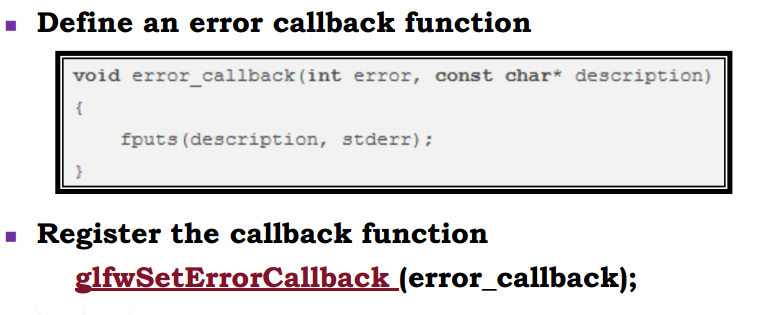 ▪ Define an error callback function
void error_callback(int error, const char* description)
{
fputs(description, stderr);
}
▪ Register the callback function
glfwSetErrorCallback (error_callback);